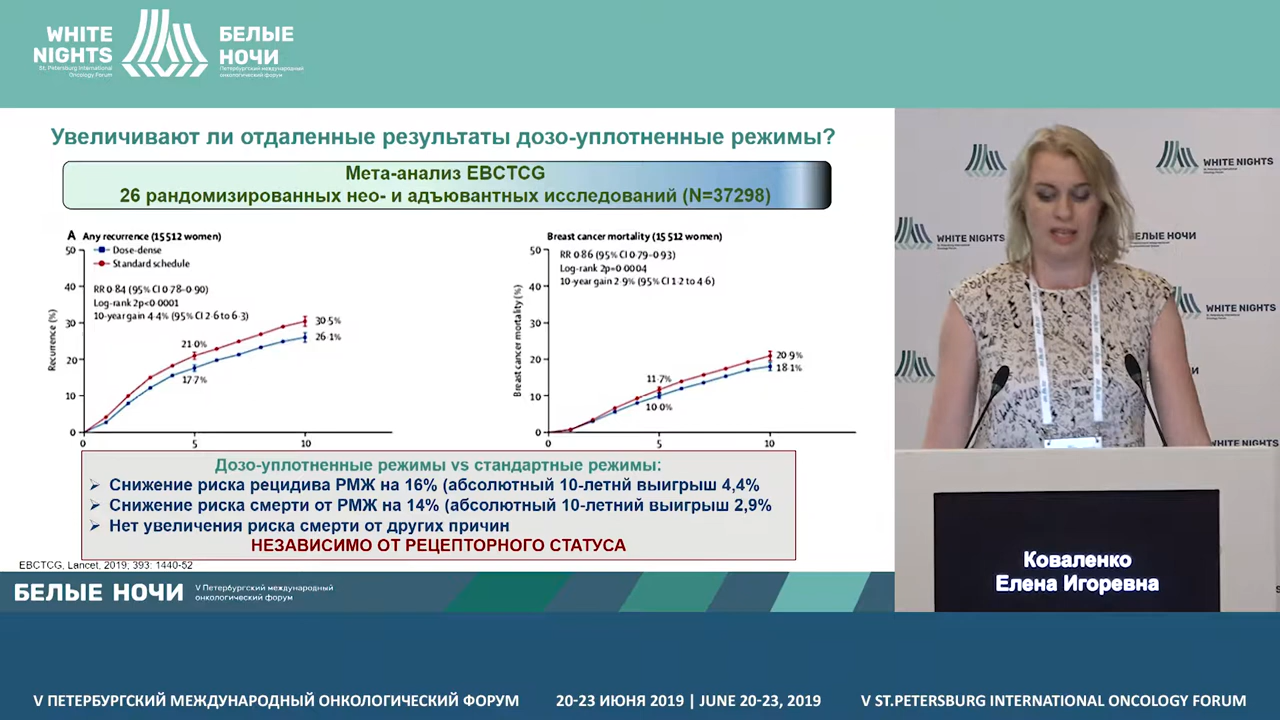 WHITE
NIGHTS
St. Petersburg International
Oncology Forum
БЕЛЫЕ
НОЧИ
Петербургский международный
онкологический форум
Увеличивают ли отдаленные результаты дозо-уплотненные режимы?
Мета-анализ EBCTCG
26 рандомизированных нео- и адъювантных исследований (N=37298)
A Any recurrence (15 512 women)
Dose-dense
Standard schedule
RR 0·84 (95% CI 0·78–0·90)
Log-rank 2p<0·0001
10-year gain 4·4% (95% CI 2·6 to 6·3)
Recurrence (%)
50
40
30
20
10
0
0
5
10
21·0%
17·7%
30·5%
26·1%
Breast cancer mortality (15 512 women)
RR 0·86 (95% CI 0·79–0·93)
Log-rank 2p=0·0004
10-year gain 2·9% (95% CI 1·2 to 4·6)
Breast cancer mortality (%)
50
40
30
20
10
0
0
5
10
11·7%
10·0%
20·9%
18·1%
Дозо-уплотненные режимы vs стандартные режимы:
Снижение риска рецидива РМЖ на 16% (абсолютный 10-летнй выигрыш 4,4%
Снижение риска смерти от РМЖ на 14% (абсолютный 10-летний выигрыш 2,9%
Нет увеличения риска смерти от других причин
НЕЗАВИСИМО ОТ РЕЦЕПТОРНОГО СТАТУСА
EBCTCG, Lancet, 2019; 393: 1440-52
БЕЛЫЕ НОЧИ
V Петербургский международный
онкологический форум
WHITE NIGHTS
WHITE NIGHTS
БЕЛЫЕ НОЧИ
WHITE NIGHTS
WHITE NIGHTS
Коваленко
Елена Игоревна
V ПЕТЕРБУРГСКИЙ МЕЖДУНАРОДНЫЙ ОНКОЛОГИЧЕСКИЙ ФОРУМ
20-23 ИЮНЯ 2019 | JUNE 20-23, 2019
V ST.PETERSBURG INTERNATIONAL ONCOLOGY FORUM